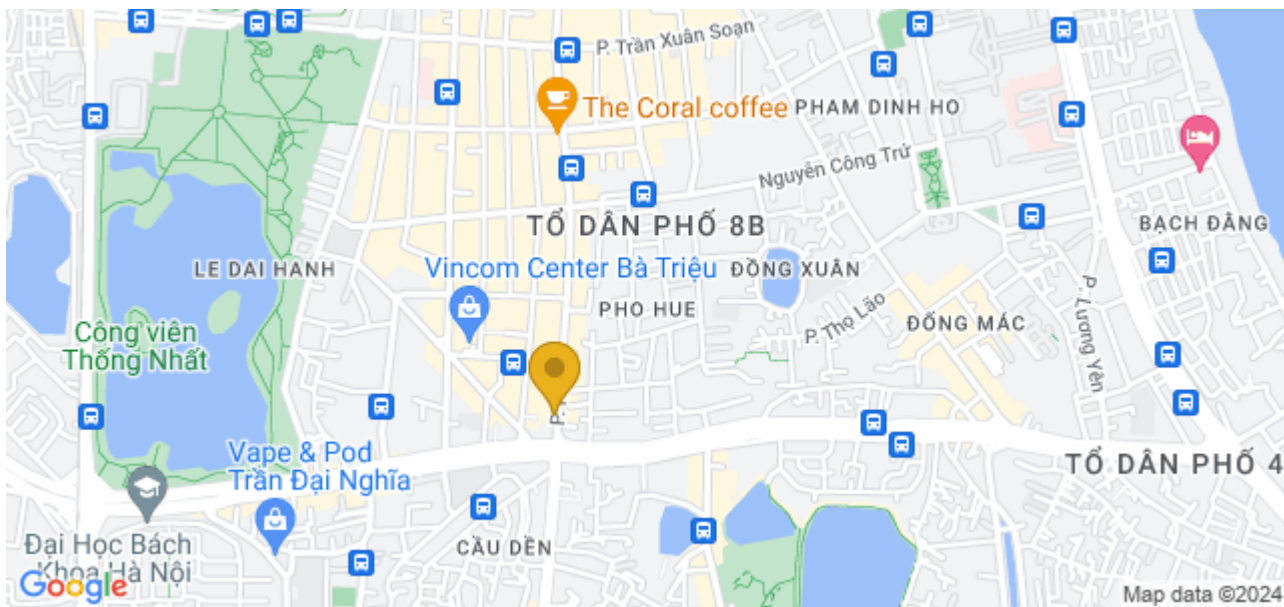 P. Trần Xuân Soạn
The Coral coffee
PHAM DINH HO
Nguyễn Công Trứ
TỔ DÂN PHỐ 8B
BẠCH ĐẰNG
LE DAI HANH
Vincom Center Bà Triệu
ĐỒNG XUÂN
PHO HUE
P. Thọ Lão
ĐỐNG MÁC
P. Lương Yên
Công viên
Thống Nhất
Vape & Pod
Trần Đại Nghĩa
TỔ DÂN PHỐ 4
Đại Học Bách
Khoa Hà Nội
CẦU DỀN
Google
Map data ©2024